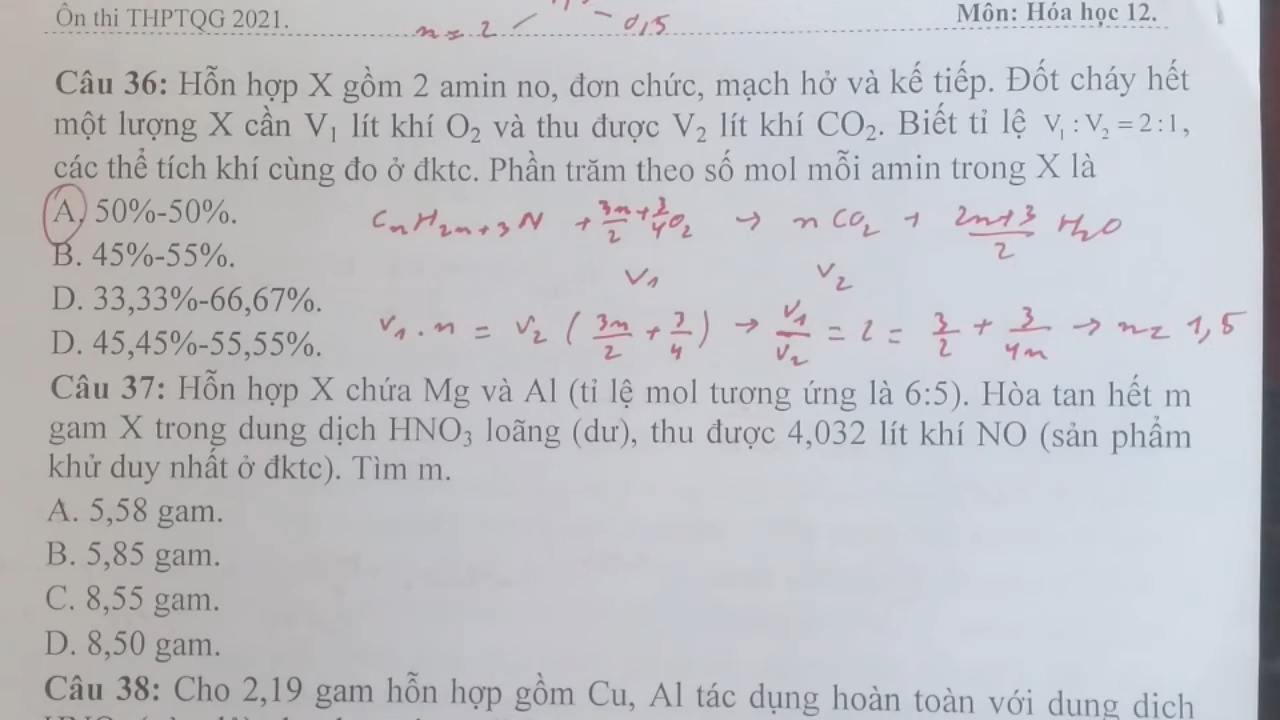 Ôn thi THPTQG 2021.
n = 2
0,5
Môn: Hóa học 12.
Câu 36: Hỗn hợp X gồm 2 amin no, đơn chức, mạch hở và kế tiếp. Đốt cháy hết
một lượng X cần V₁ lít khí O₂ và thu được V₂ lít khí CO₂. Biết tỉ lệ V₁ : V₂ = 2 : 1,
các thể tích khí cùng đo ở đktc. Phần trăm theo số mol mỗi amin trong X là
A. 50%-50%.
CₙH₂ₙ₊₃N + 3n/2 + 3/4 O₂ → n CO₂ + (2n+3)/2 H₂O
B. 45%-55%.
V₁ V₂
D. 33,33%-66,67%.
V₁ . n = V₂ ( 3n/2 + 3/4 ) → V₁/V₂ = 2 = 3/2 + 3/4n → n = 1,5
D. 45,45%-55,55%.
Câu 37: Hỗn hợp X chứa Mg và Al (tỉ lệ mol tương ứng là 6:5). Hòa tan hết m
gam X trong dung dịch HNO₃ loãng (dư), thu được 4,032 lít khí NO (sản phẩm
khử duy nhất ở đktc). Tìm m.
A. 5,58 gam.
B. 5,85 gam.
C. 8,55 gam.
D. 8,50 gam.
Câu 38: Cho 2,19 gam hỗn hợp gồm Cu, Al tác dụng hoàn toàn với dung dịch